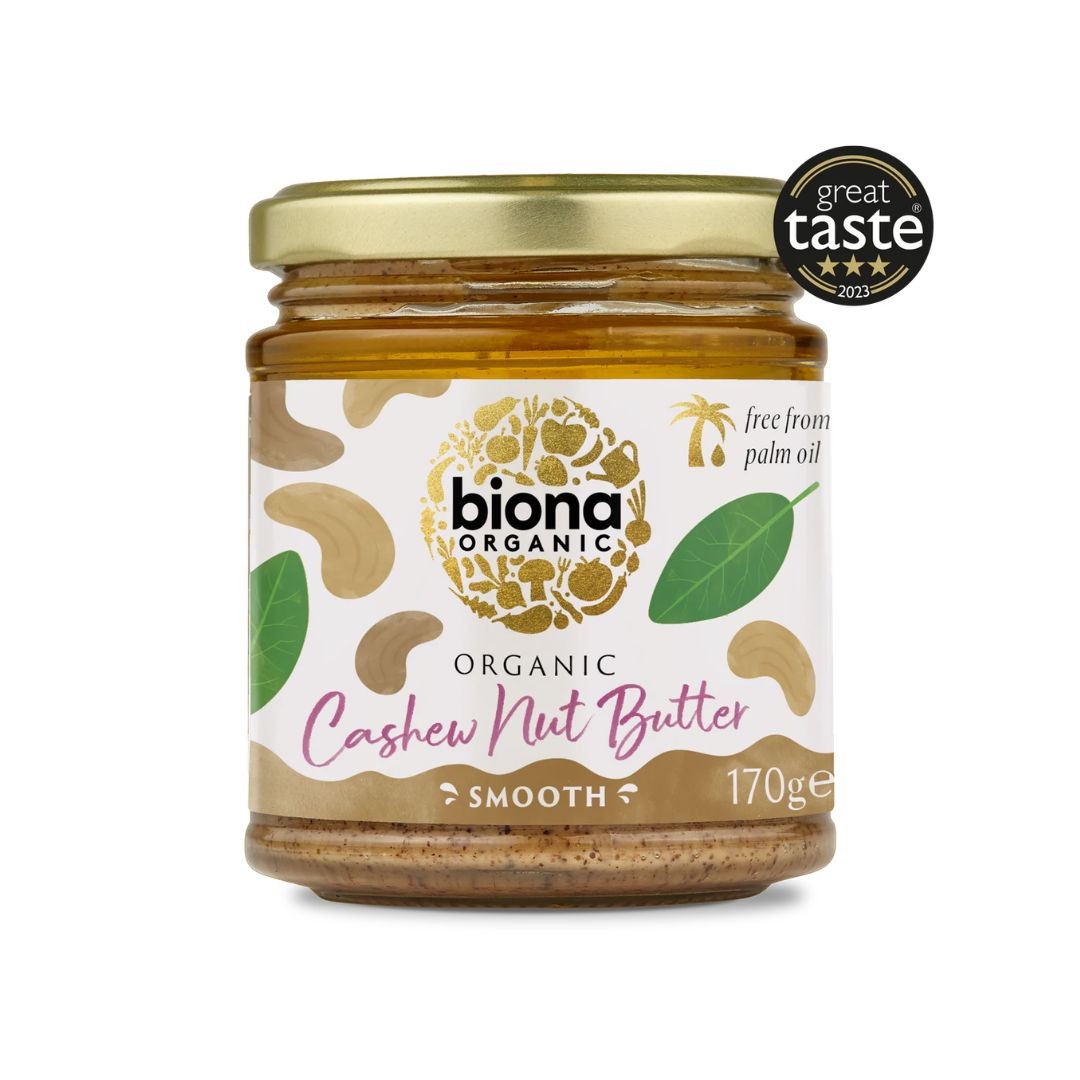 great
taste®
2023
free from
palm oil
biona
ORGANIC
ORGANIC
Cashew Nut Butter
SMOOTH
170g℮